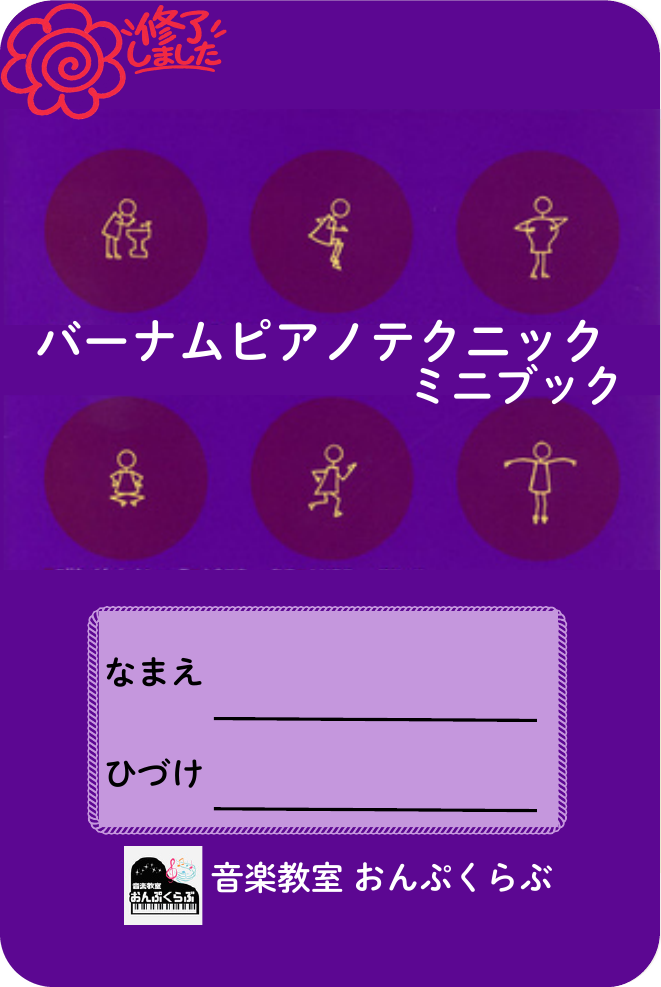 修了
しました
バーナムピアノテクニック
ミニブック
なまえ
ひづけ
音楽教室
おんぷくらぶ
音楽教室 おんぷくらぶ